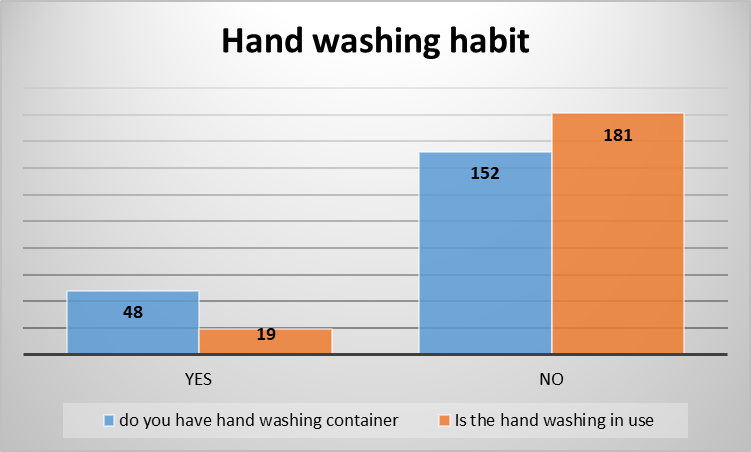 Hand washing habit
181
152
48
19
YES
NO
do you have hand washing container
Is the hand washing in use